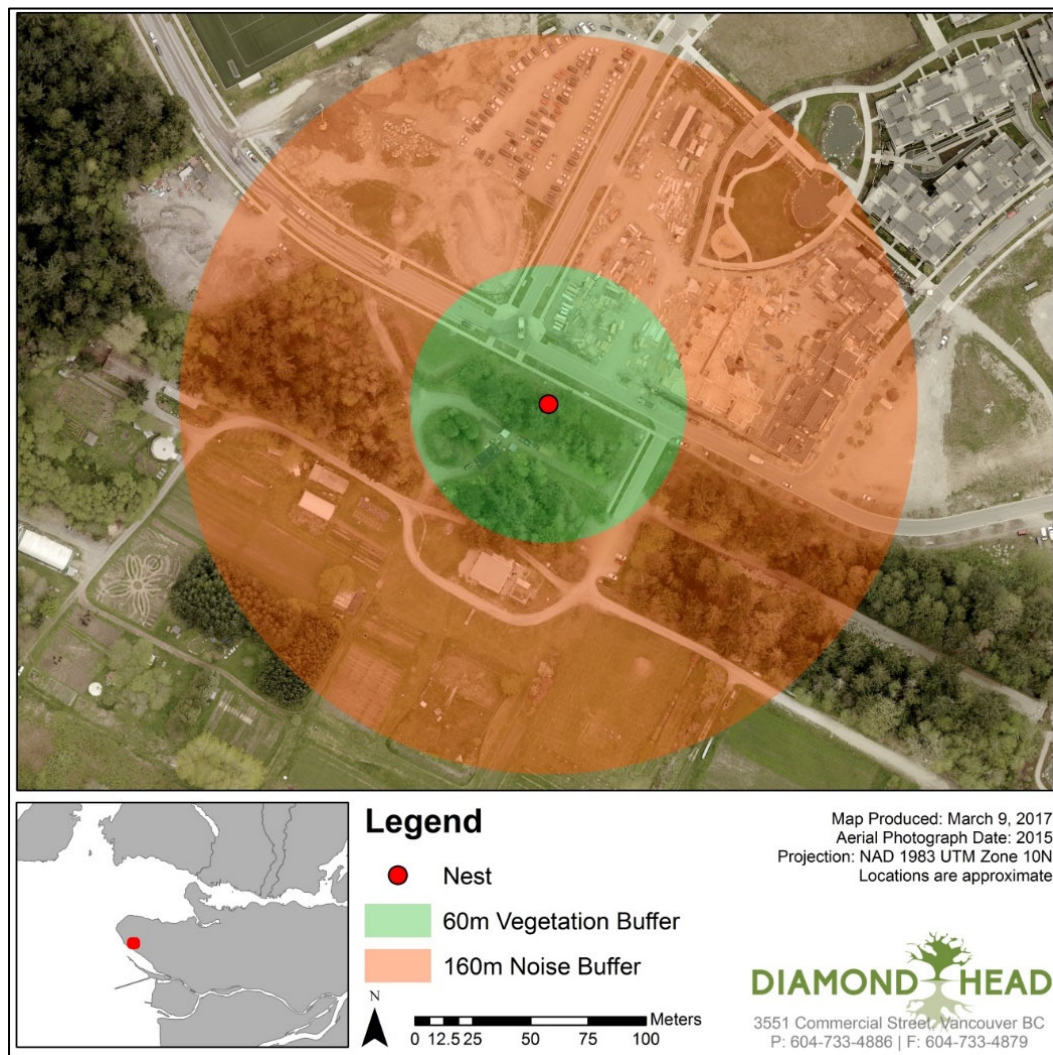 Legend
Nest
60m Vegetation Buffer
160m Noise Buffer
N
Meters
0 12.5 25 50 75 100
Map Produced: March 9, 2017
Aerial Photograph Date: 2015
Projection: NAD 1983 UTM Zone 10N
Locations are approximate
DIAMOND HEAD
3551 Commercial Street, Vancouver BC
P: 604-733-4886 | F: 604-733-4879